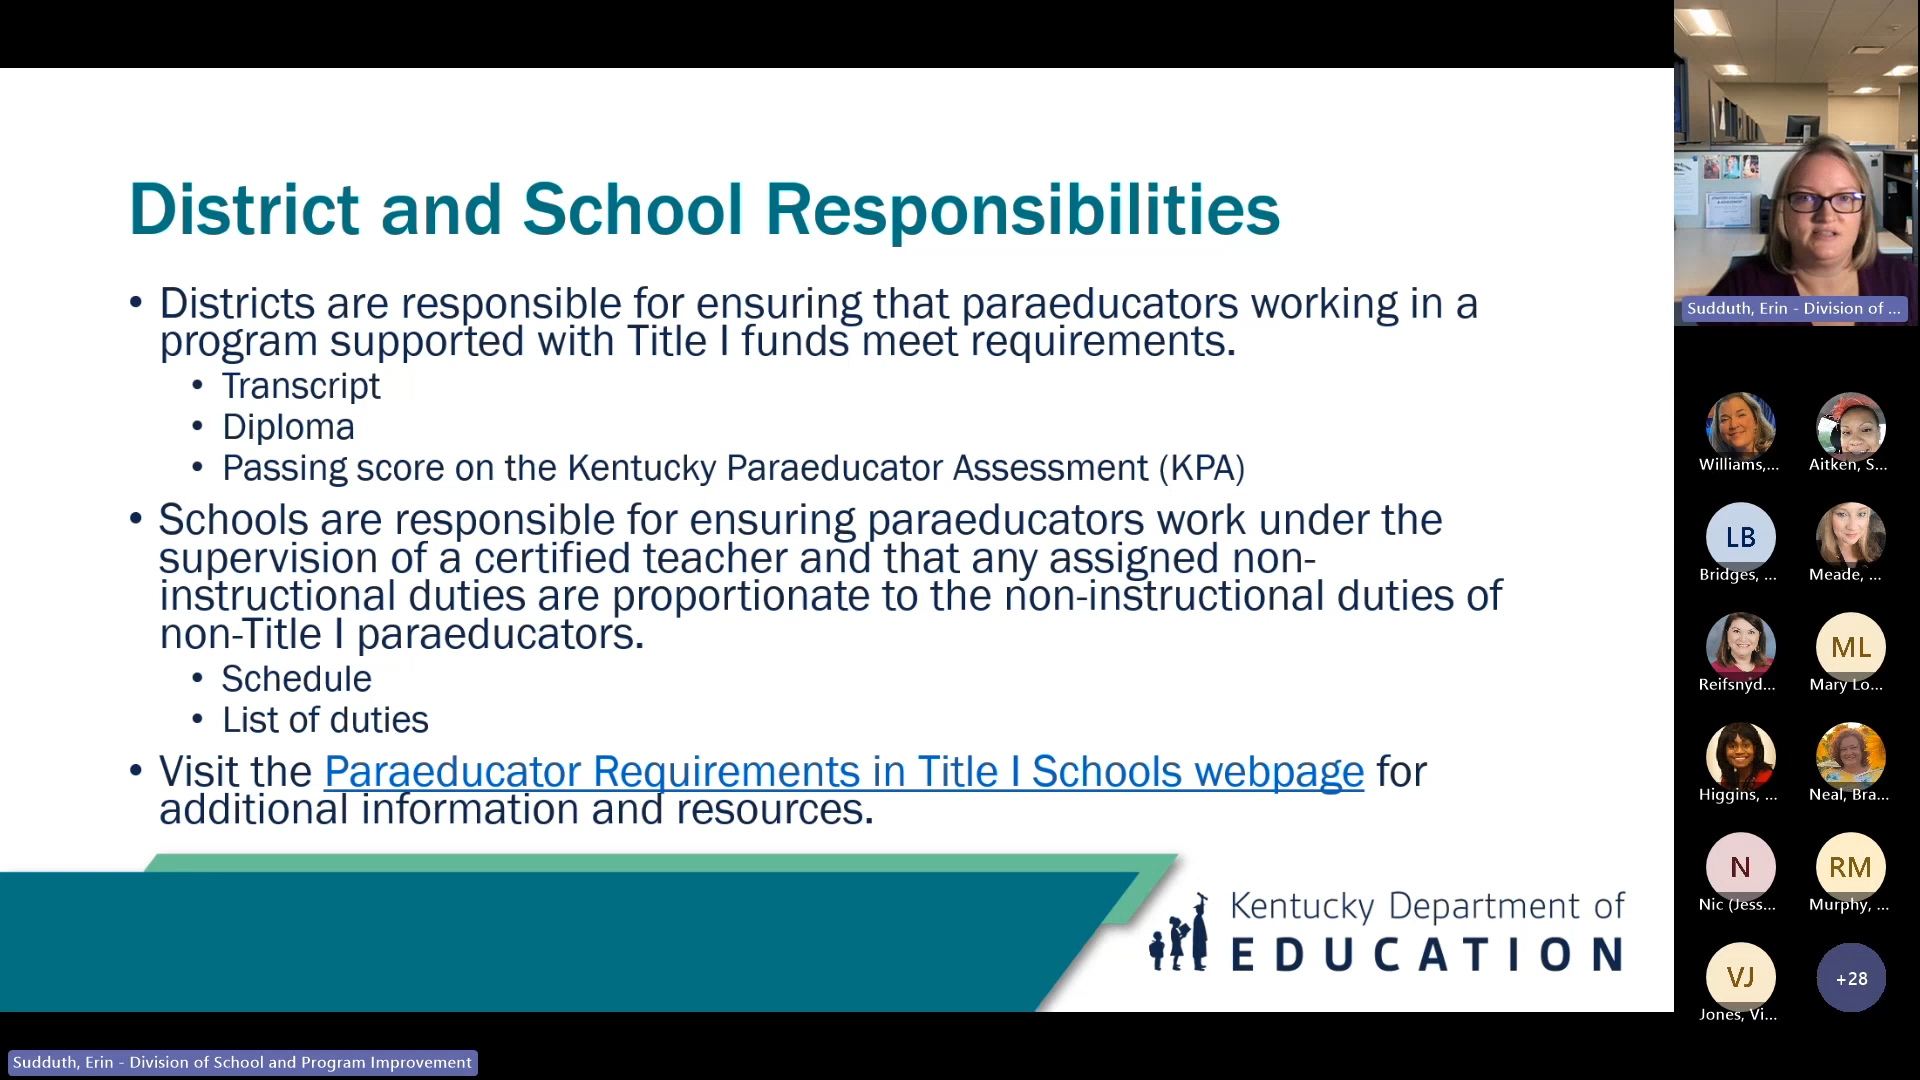 District and School Responsibilities
• Districts are responsible for ensuring that paraeducators working in a
program supported with Title I funds meet requirements.
• Transcript
• Diploma
• Passing score on the Kentucky Paraeducator Assessment (KPA)
• Schools are responsible for ensuring paraeducators work under the
supervision of a certified teacher and that any assigned non-
instructional duties are proportionate to the non-instructional duties of
non-Title I paraeducators.
• Schedule
• List of duties
• Visit the Paraeducator Requirements in Title I Schools webpage for
additional information and resources.
Kentucky Department of
EDUCATION
Sudduth, Erin - Division of School and Program Improvement
Sudduth, Erin - Division of ...
Williams,...
Aitken, S...
LB
Bridges, ...
Meade, ...
Reifsnyd...
ML
Mary Lo...
Higgins, ...
Neal, Bra...
N
Nic (Jess...
RM
Murphy, ...
VJ
Jones, Vi...
+28